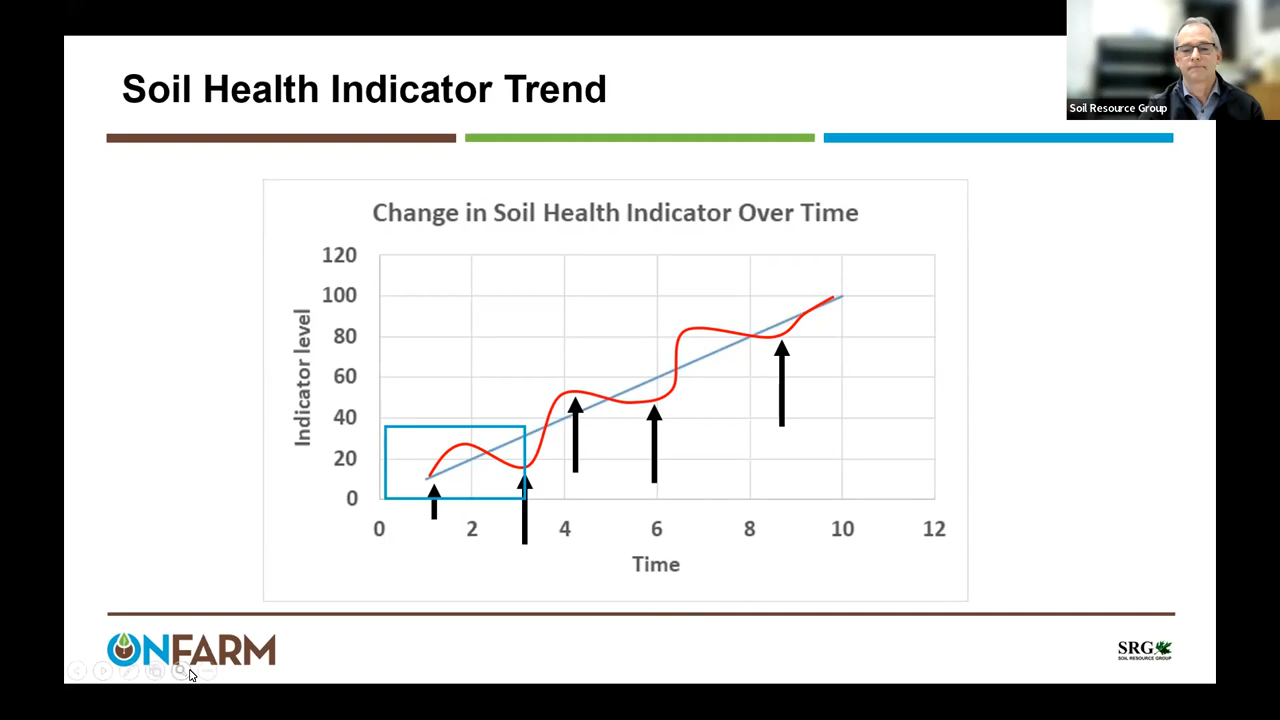 Soil Health Indicator Trend
Soil Resource Group
Change in Soil Health Indicator Over Time
120
100
80
60
40
20
0
Indicator level
0 2 4 6 8 10 12
Time
ONFARM
SRG
SOIL RESOURCE GROUP